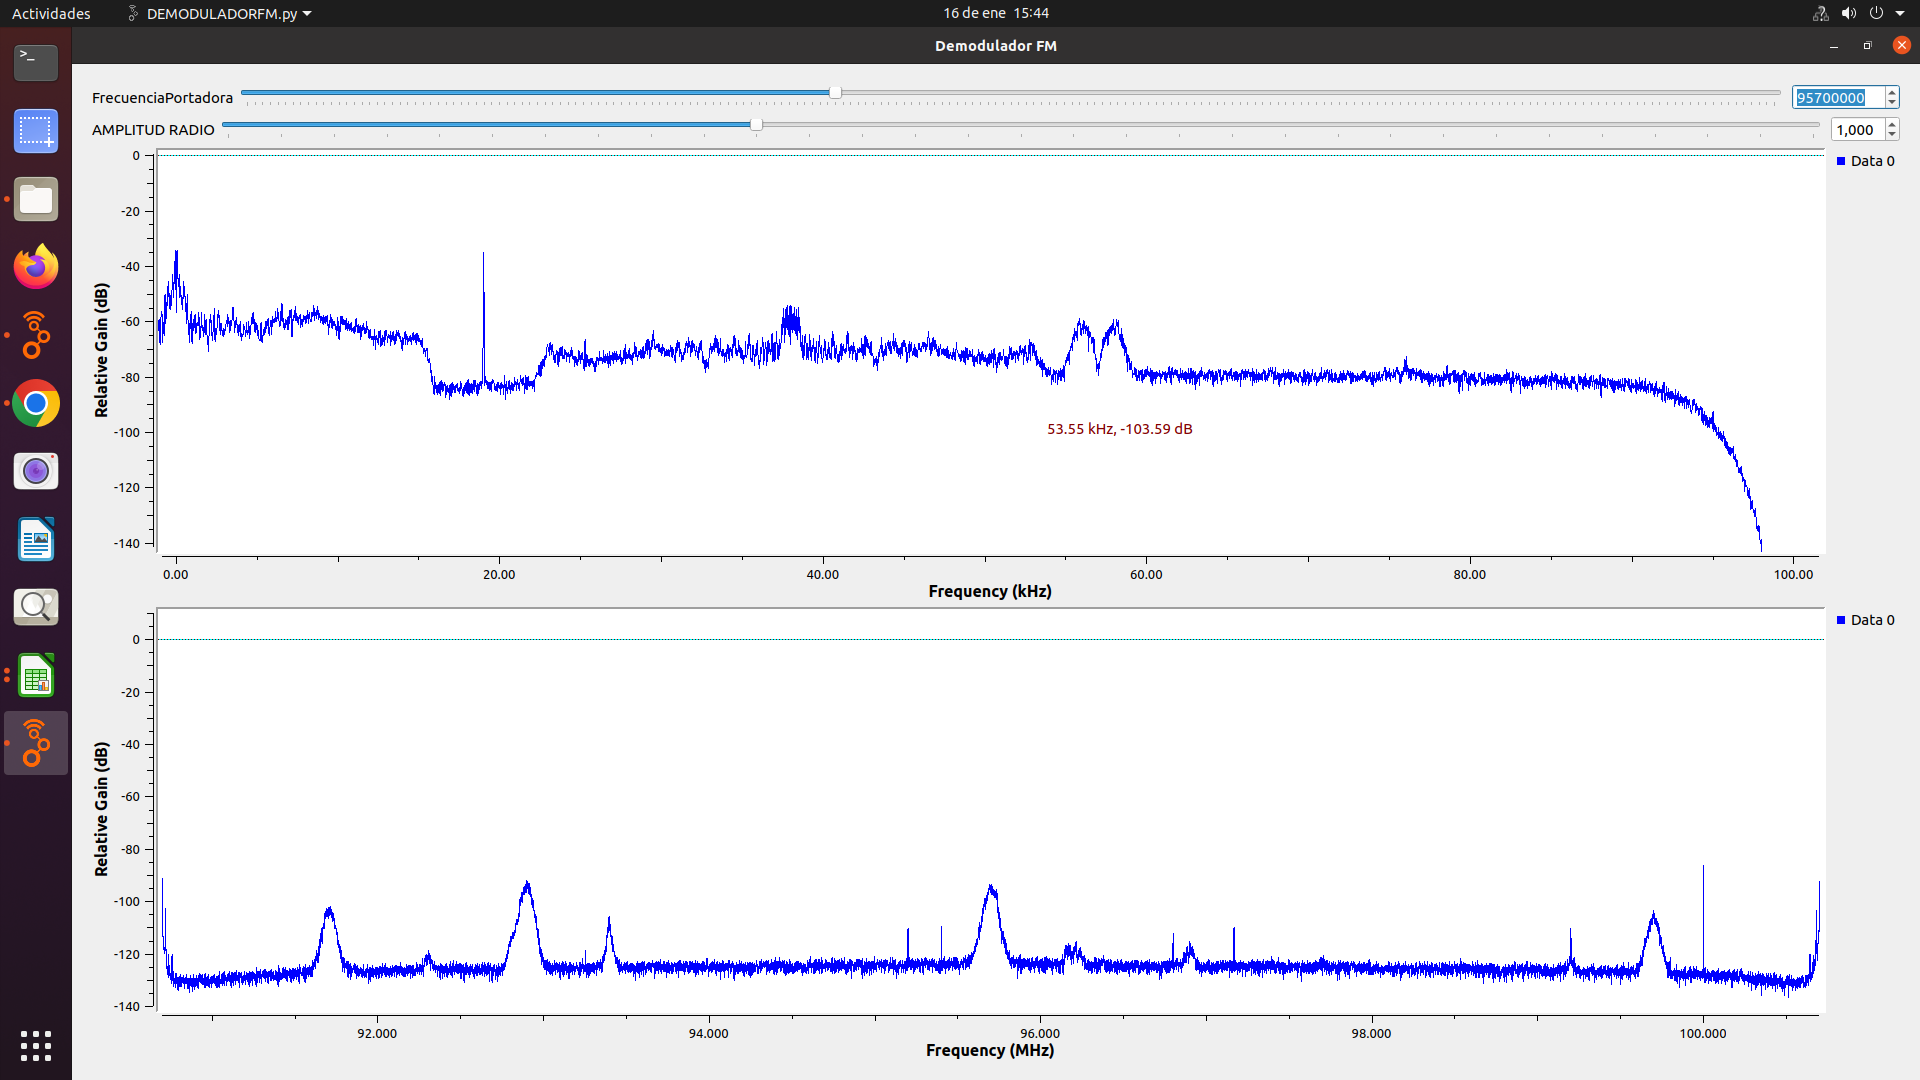 Actividades
DEMODULADORFM.py
16 de ene 15:44
Demodulador FM
FrecuenciaPortadora
95700000
AMPLITUD RADIO
1,000
Data 0
Relative Gain (dB)
0
-20
-40
-60
-80
-100
-120
-140
53.55 kHz, -103.59 dB
0.00 20.00 40.00 60.00 80.00 100.00
Frequency (kHz)
Data 0
Relative Gain (dB)
0
-20
-40
-60
-80
-100
-120
-140
92.000 94.000 96.000 98.000 100.000
Frequency (MHz)